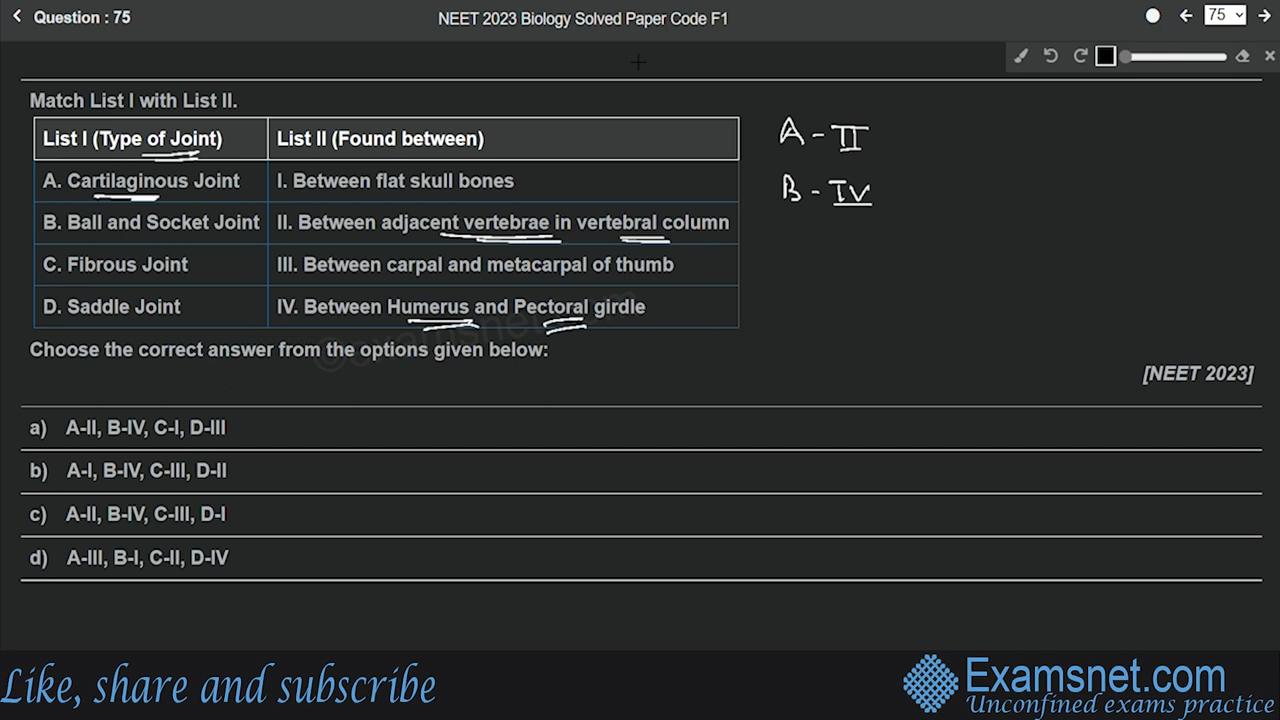 Question : 75
NEET 2023 Biology Solved Paper Code F1
75
Match List I with List II.
List I (Type of Joint) List II (Found between)
A. Cartilaginous Joint I. Between flat skull bones
B. Ball and Socket Joint II. Between adjacent vertebrae in vertebral column
C. Fibrous Joint III. Between carpal and metacarpal of thumb
D. Saddle Joint IV. Between Humerus and Pectoral girdle
A - II
B - IV
©examsnet.com
Choose the correct answer from the options given below:
[NEET 2023]
a) A-II, B-IV, C-I, D-III
b) A-I, B-IV, C-III, D-II
c) A-II, B-IV, C-III, D-I
d) A-III, B-I, C-II, D-IV
Like, share and subscribe
Examsnet.com
Unconfined exams practice